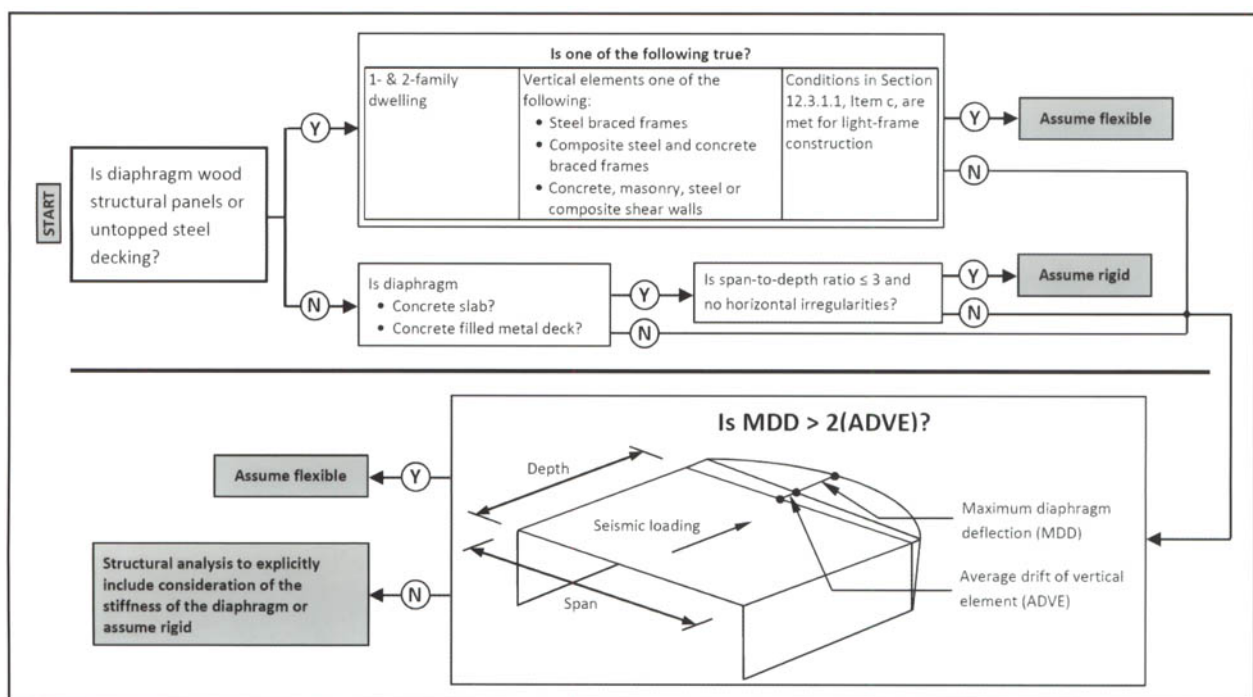 Is one of the following true?
1- & 2-family
dwelling
Vertical elements one of the
following:
• Steel braced frames
• Composite steel and concrete
braced frames
• Concrete, masonry, steel or
composite shear walls
Conditions in Section
12.3.1.1, Item c, are
met for light-frame
construction
Y
Y
Assume flexible
N
START
Is diaphragm wood
structural panels or
untopped steel
decking?
N
Is diaphragm
• Concrete slab?
• Concrete filled metal deck?
Y
N
Is span-to-depth ratio ≤ 3 and
no horizontal irregularities?
Y
Assume rigid
N
Is MDD > 2(ADVE)?
Assume flexible
Y
Depth
Seismic loading
Span
Maximum diaphragm
deflection (MDD)
Average drift of vertical
element (ADVE)
Structural analysis to explicitly
include consideration of the
stiffness of the diaphragm or
assume rigid
N